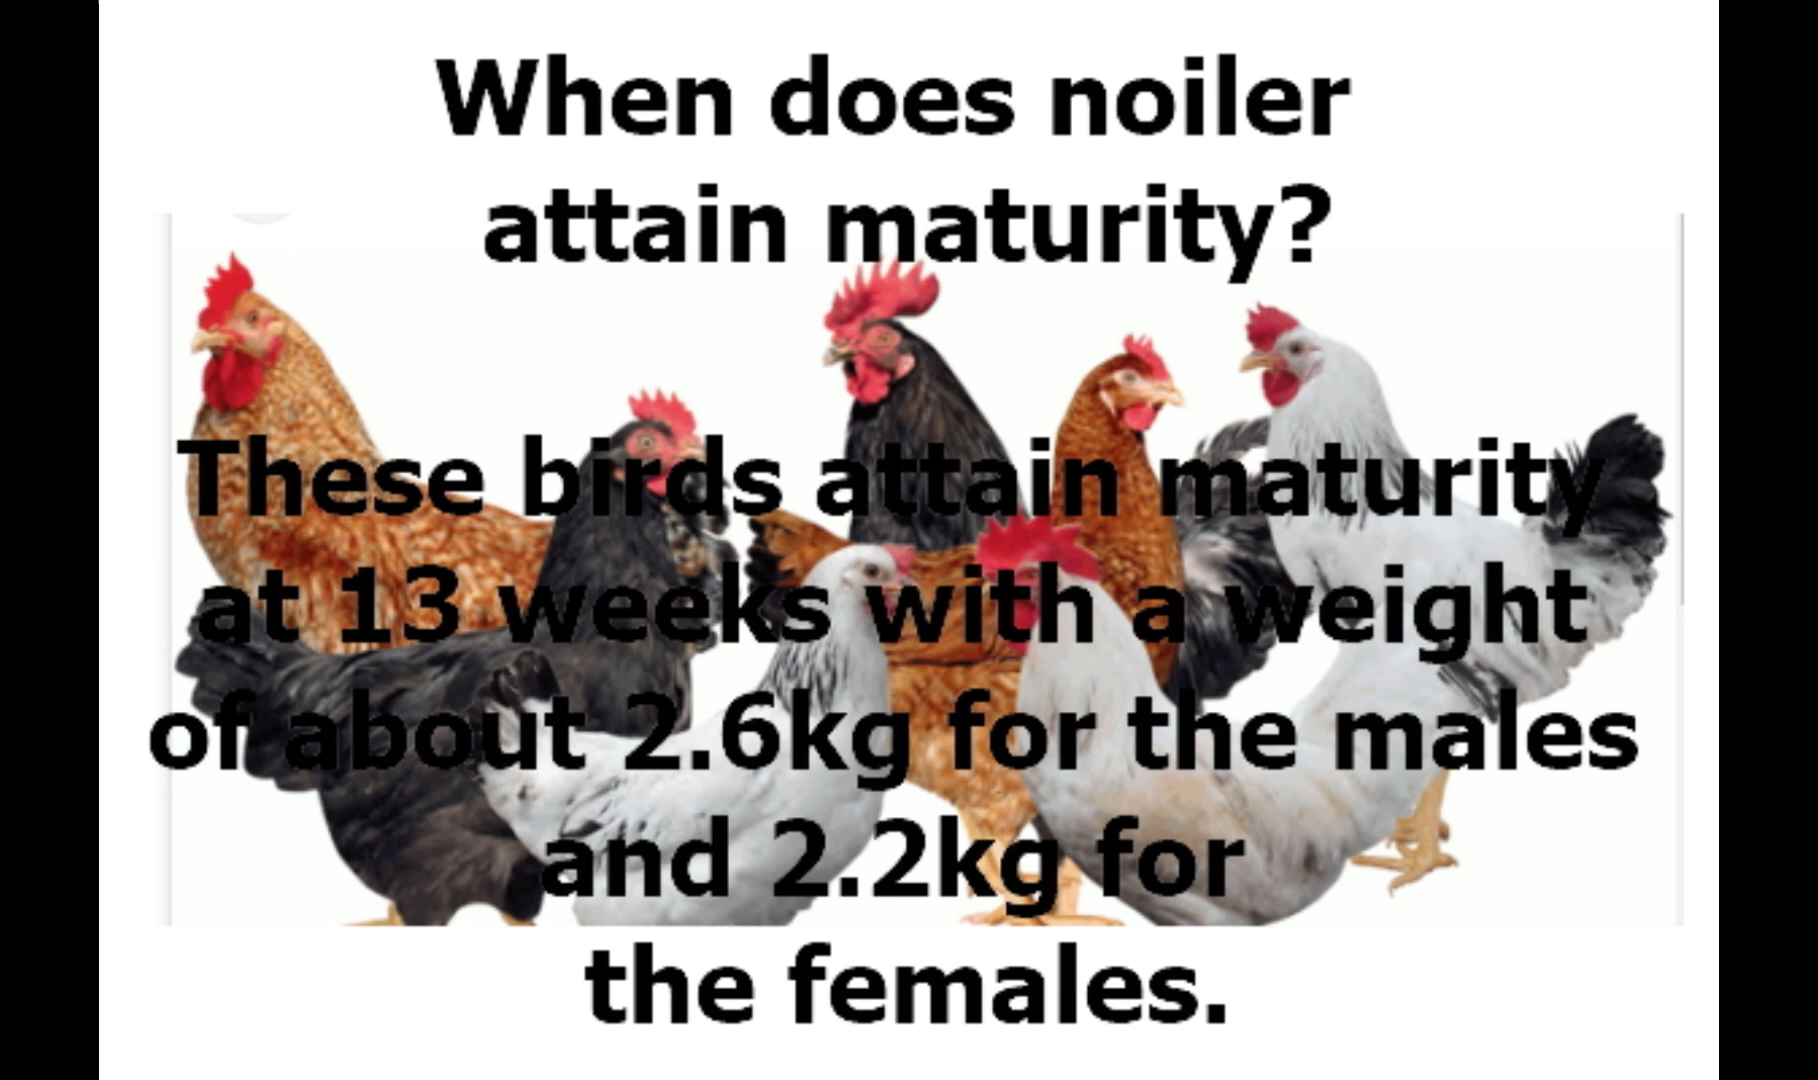 When does noiler
attain maturity?
These birds attain maturity
at 13 weeks with a weight
of about 2.6kg for the males
and 2.2kg for
the females.